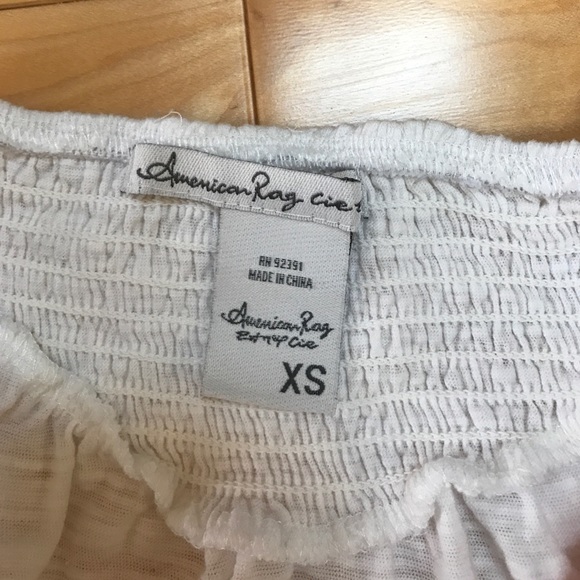 American Rag Cie
RN 92391
MADE IN CHINA
American Rag
Cie
XS